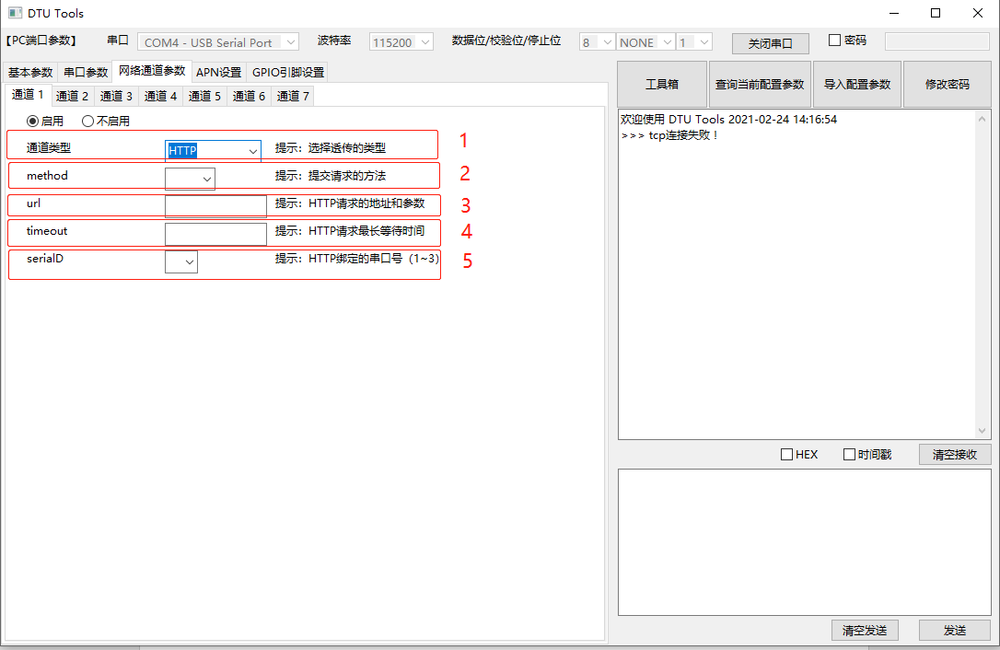 DTU Tools
【PC端口参数】 串口 COM4 - USB Serial Port 波特率 115200 数据位/校验位/停止位 8 NONE 1 关闭串口 密码
基本参数 串口参数 网络通道参数 APN设置 GPIO引脚设置
通道 1 通道 2 通道 3 通道 4 通道 5 通道 6 通道 7
启用 不启用
通道类型 HTTP 提示：选择透传的类型 1
method 提示：提交请求的方法 2
url 提示：HTTP请求的地址和参数 3
timeout 提示：HTTP请求最长等待时间 4
serialD 提示：HTTP绑定的串口号（1~3） 5
工具箱 查询当前配置参数 导入配置参数 修改密码
欢迎使用 DTU Tools 2021-02-24 14:16:54
>>> tcp连接失败！
HEX 时间戳 清空接收
清空发送 发送